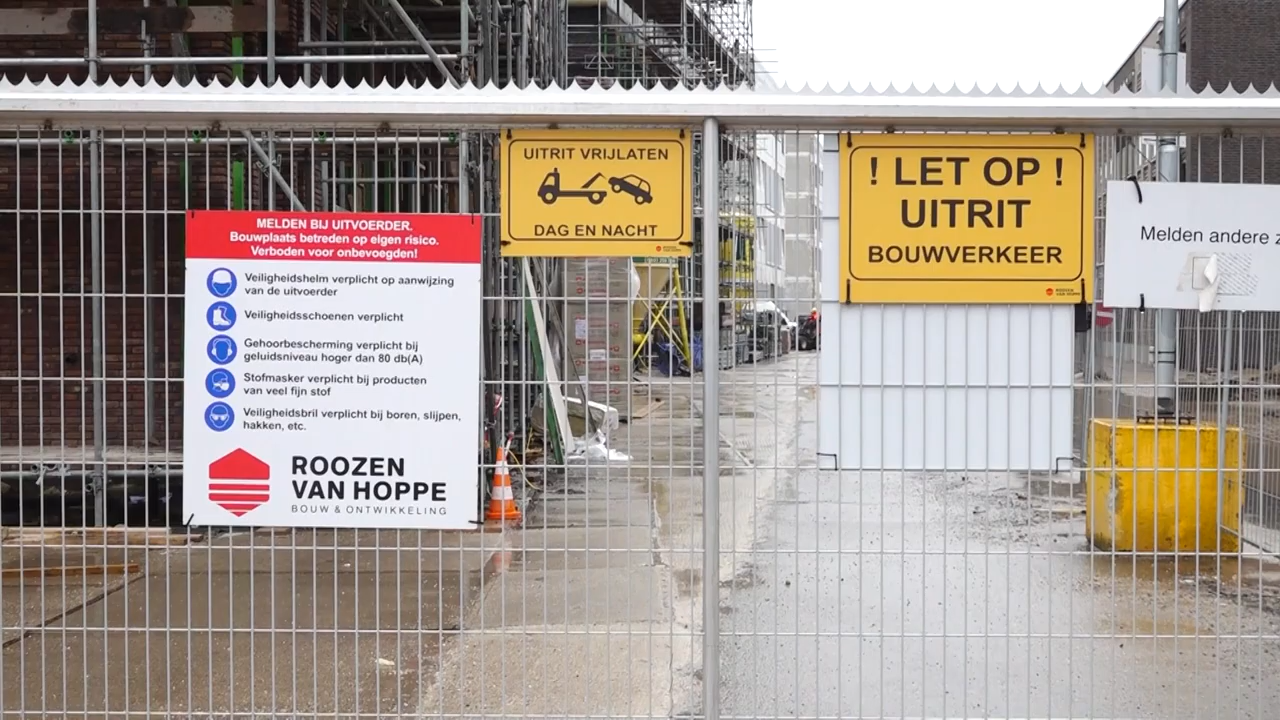 MELDEN BIJ UITVOERDER.
Bouwplaats betreden op eigen risico.
Verboden voor onbevoegden!
Veiligheidshelm verplicht op aanwijzing
van de uitvoerder
Veiligheidsschoenen verplicht
Gehoorbescherming verplicht bij
geluidsniveau hoger dan 80 db(A)
Stofmasker verplicht bij producten
van veel fijn stof
Veiligheidsbril verplicht bij boren, slijpen,
hakken, etc.
ROOZEN
VAN HOPPE
BOUW & ONTWIKKELING
UITRIT VRIJLATEN
DAG EN NACHT
! LET OP !
UITRIT
BOUWVERKEER
ROOZEN
VAN HOPPE
Melden andere z